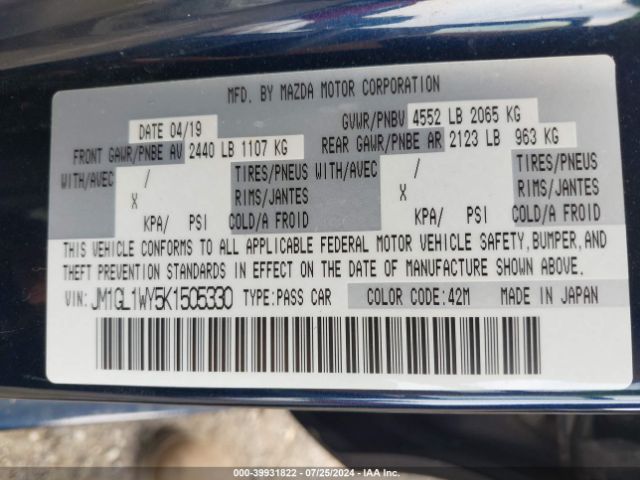 MFD. BY MAZDA MOTOR CORPORATION
DATE 04/19 GVWR/PNBV 4552 LB 2065 KG
FRONT GAWR/PNBE AV 2440 LB 1107 KG REAR GAWR/PNBE AR 2123 LB 963 KG
WITH/AVEC / TIRES/PNEUS WITH/AVEC / TIRES/PNEUS
X RIMS/JANTES X RIMS/JANTES
KPA/ PSI COLD/A FROID KPA/ PSI COLD/A FROID
THIS VEHICLE CONFORMS TO ALL APPLICABLE FEDERAL MOTOR VEHICLE SAFETY, BUMPER, AND
THEFT PREVENTION STANDARDS IN EFFECT ON THE DATE OF MANUFACTURE SHOWN ABOVE.
VIN: JM1GL1WY5K1505330 TYPE: PASS CAR COLOR CODE: 42M MADE IN JAPAN
000-39931822 - 07/25/2024 - IAA Inc.